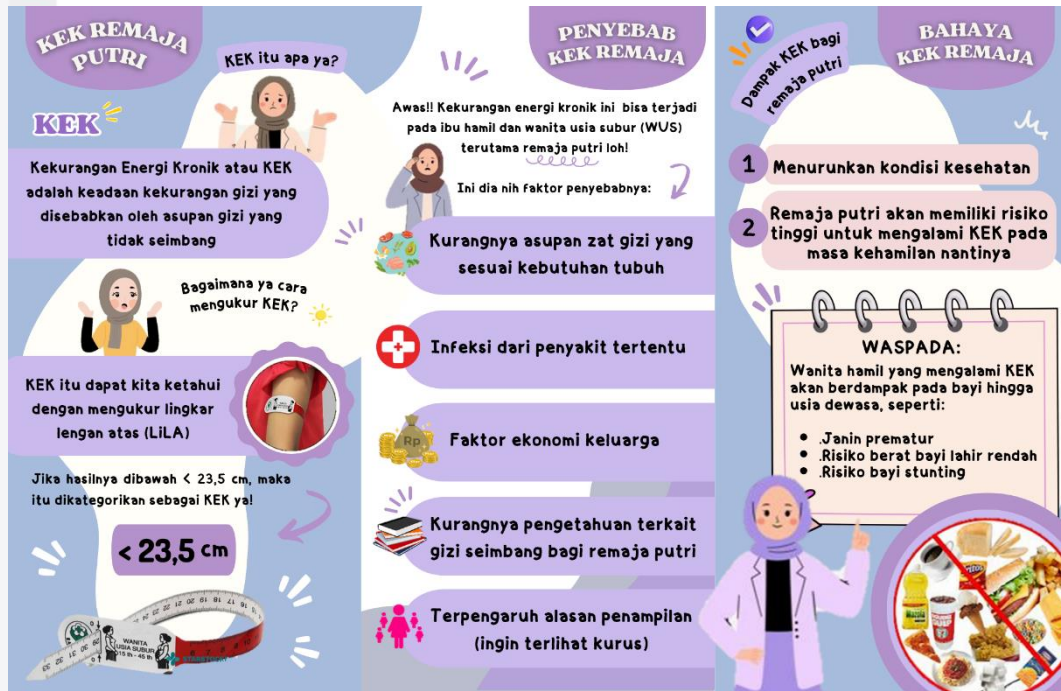 KEK REMAJA
PUTRI
KEK itu apa ya?
KEK
Kekurangan Energi Kronik atau KEK
adalah keadaan kekurangan gizi yang
disebabkan oleh asupan gizi yang
tidak seimbang
Bagaimana ya cara
mengukur KEK?
KEK itu dapat kita ketahui
dengan mengukur lingkar
lengan atas (LiLA)
Jika hasilnya dibawah < 23,5 cm, maka
itu dikategorikan sebagai KEK ya!
< 23,5 cm
WANITA
USIA SUBUR
15 th - 45 th
PENYEBAB
KEK REMAJA
Awas!! Kekurangan energi kronik ini bisa terjadi
pada ibu hamil dan wanita usia subur (WUS)
terutama remaja putri loh!
Ini dia nih faktor penyebabnya:
Kurangnya asupan zat gizi yang
sesuai kebutuhan tubuh
Infeksi dari penyakit tertentu
Rp
Faktor ekonomi keluarga
Kurangnya pengetahuan terkait
gizi seimbang bagi remaja putri
Terpengaruh alasan penampilan
(ingin terlihat kurus)
BAHAYA
KEK REMAJA
Dampak KEK bagi
remaja putri
1 Menurunkan kondisi kesehatan
2 Remaja putri akan memiliki risiko
tinggi untuk mengalami KEK pada
masa kehamilan nantinya
WASPADA:
Wanita hamil yang mengalami KEK
akan berdampak pada bayi hingga
usia dewasa, seperti:
• .Janin prematur
• .Risiko berat bayi lahir rendah
• .Risiko bayi stunting